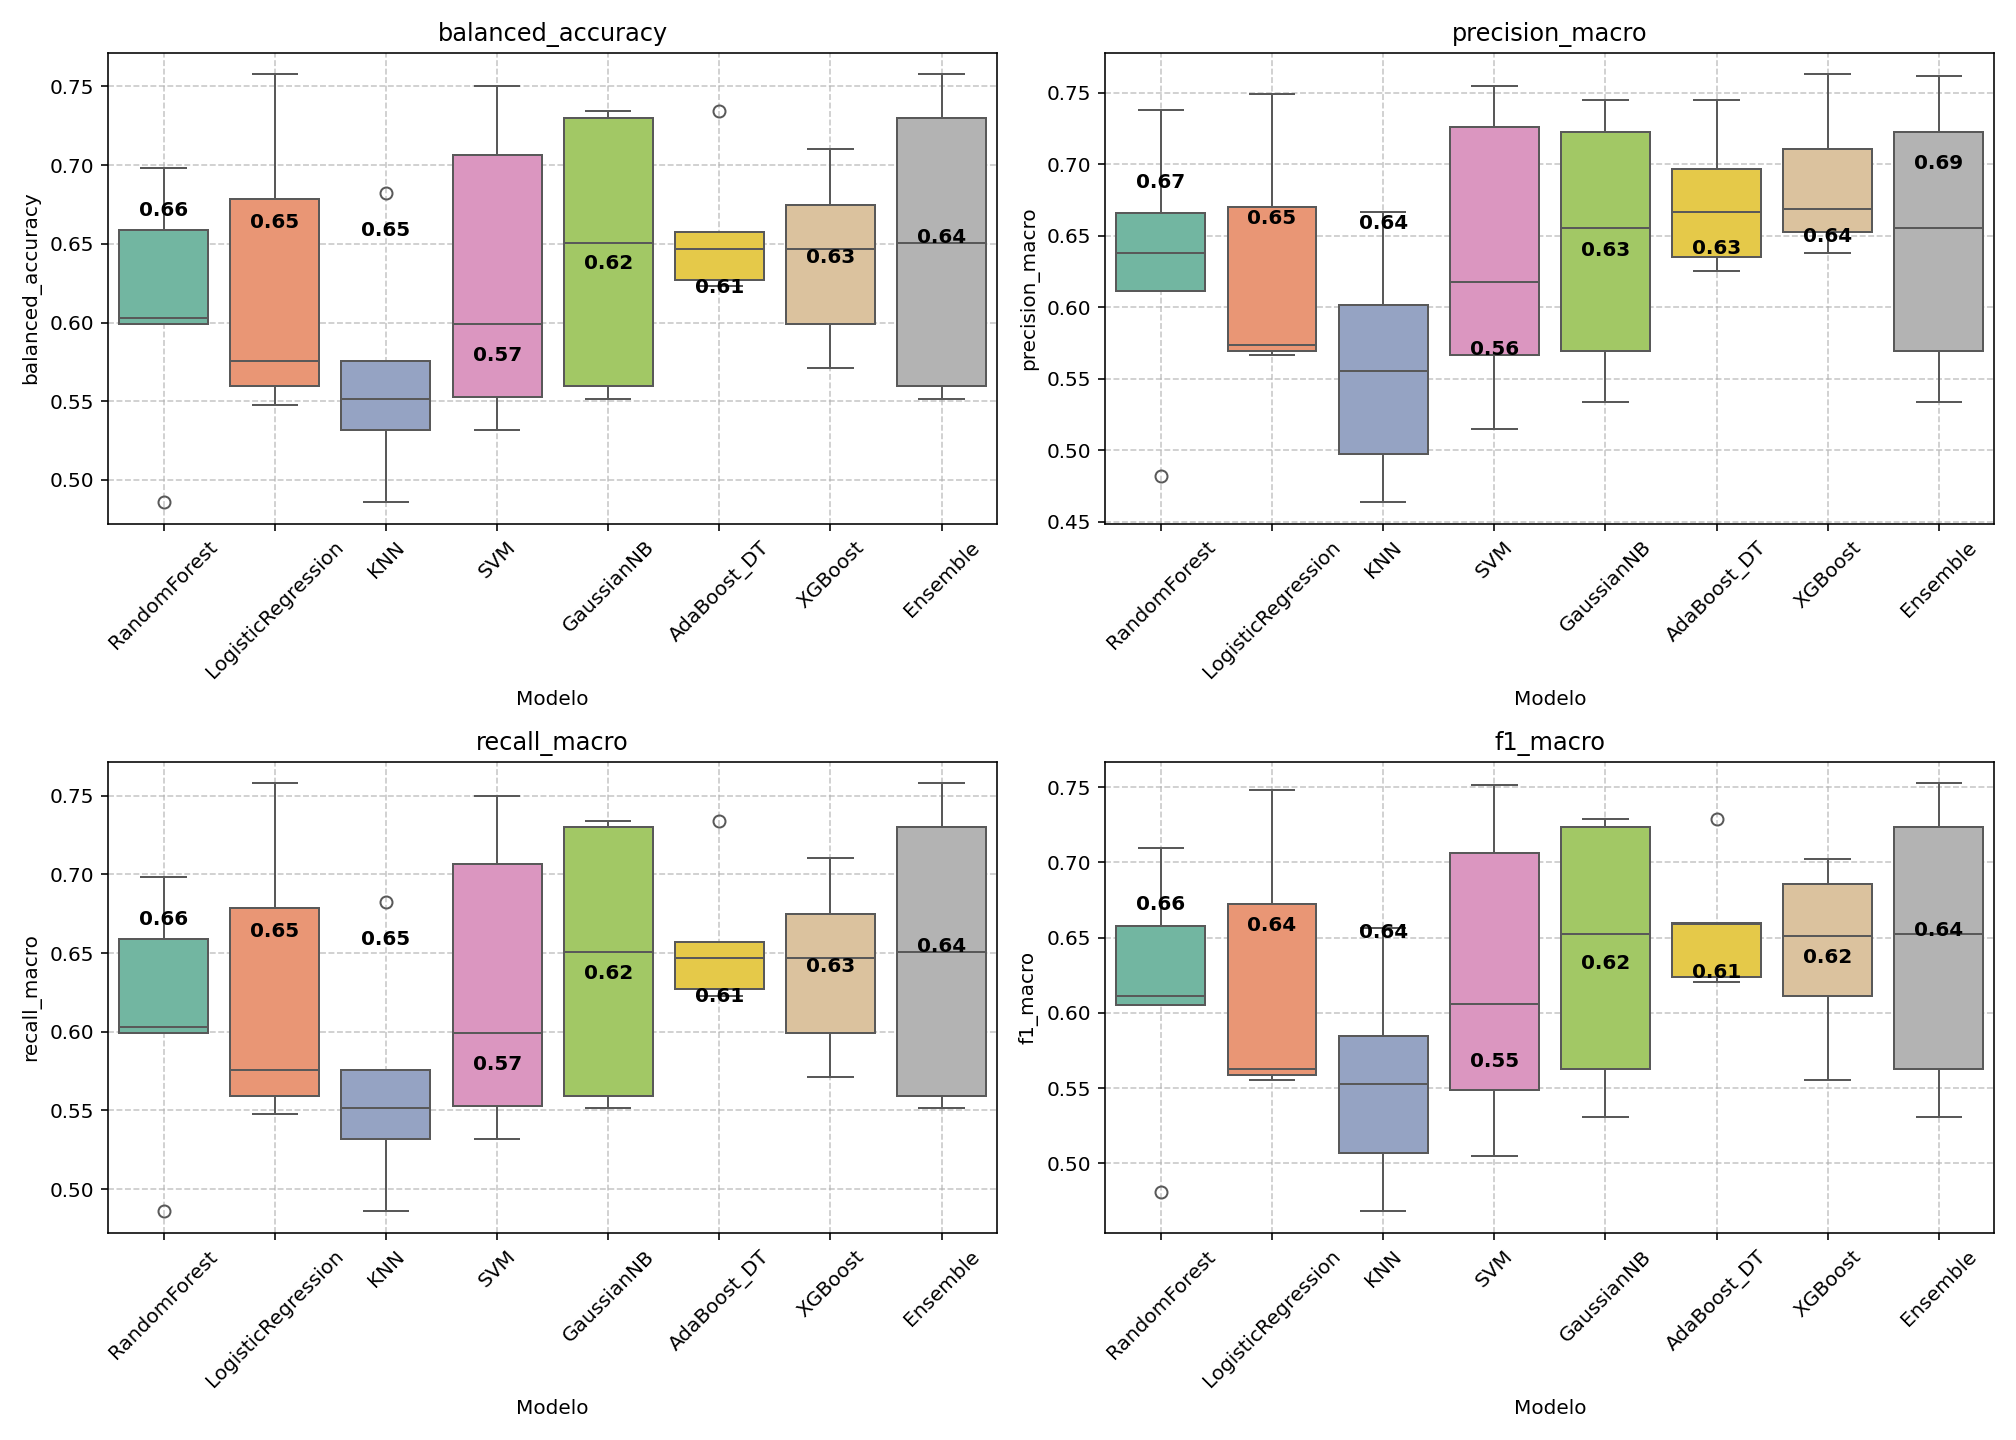 balanced_accuracy
balanced_accuracy
0.75
0.70
0.65
0.60
0.55
0.50
0.66
0.65
0.65
0.57
0.62
0.61
0.63
0.64
RandomForest
LogisticRegression
KNN
SVM
GaussianNB
AdaBoost_DT
XGBoost
Ensemble
Modelo
precision_macro
precision_macro
0.75
0.70
0.65
0.60
0.55
0.50
0.45
0.67
0.65
0.64
0.56
0.63
0.63
0.64
0.69
RandomForest
LogisticRegression
KNN
SVM
GaussianNB
AdaBoost_DT
XGBoost
Ensemble
Modelo
recall_macro
recall_macro
0.75
0.70
0.65
0.60
0.55
0.50
0.66
0.65
0.65
0.57
0.62
0.61
0.63
0.64
RandomForest
LogisticRegression
KNN
SVM
GaussianNB
AdaBoost_DT
XGBoost
Ensemble
Modelo
f1_macro
f1_macro
0.75
0.70
0.65
0.60
0.55
0.50
0.66
0.64
0.64
0.55
0.62
0.61
0.62
0.64
RandomForest
LogisticRegression
KNN
SVM
GaussianNB
AdaBoost_DT
XGBoost
Ensemble
Modelo